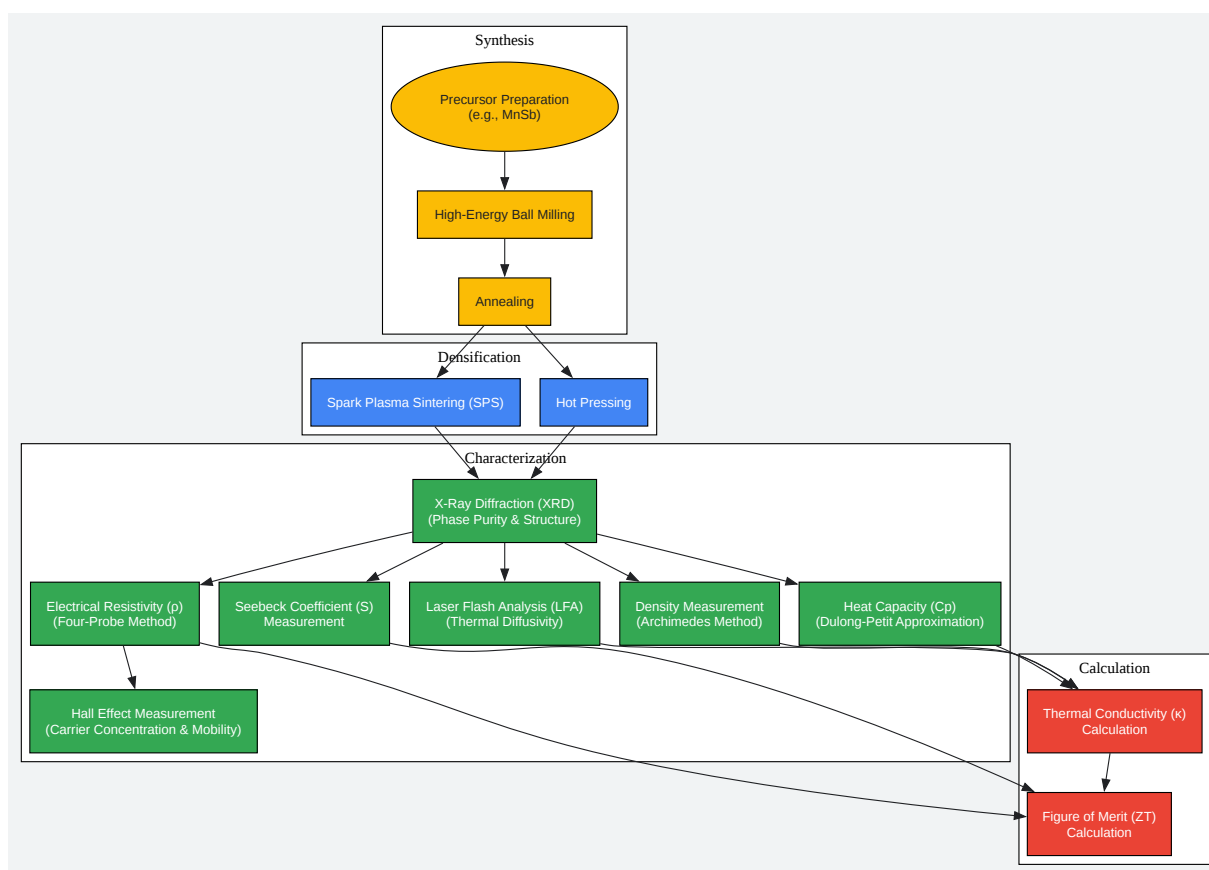 Synthesis
Precursor Preparation
(e.g., MnSb)
High-Energy Ball Milling
Annealing
Densification
Spark Plasma Sintering (SPS)
Hot Pressing
Characterization
X-Ray Diffraction (XRD)
(Phase Purity & Structure)
Electrical Resistivity (ρ)
(Four-Probe Method)
Seebeck Coefficient (S)
Measurement
Laser Flash Analysis (LFA)
(Thermal Diffusivity)
Density Measurement
(Archimedes Method)
Heat Capacity (Cp)
(Dulong-Petit Approximation)
Hall Effect Measurement
(Carrier Concentration & Mobility)
Calculation
Thermal Conductivity (κ)
Calculation
Figure of Merit (ZT)
Calculation